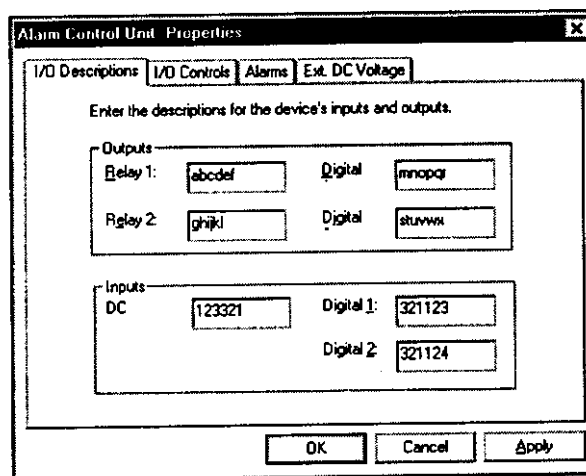 Alarm Control Unit Properties
I/O Descriptions I/O Controls Alarms Ext. DC Voltage
Enter the descriptions for the device's inputs and outputs.
Outputs
Relay 1: abcdef Digital mnopqr
Relay 2: ghijkl Digital stuvwx
Inputs
DC 123321 Digital 1: 321123
Digital 2: 321124
OK Cancel Apply